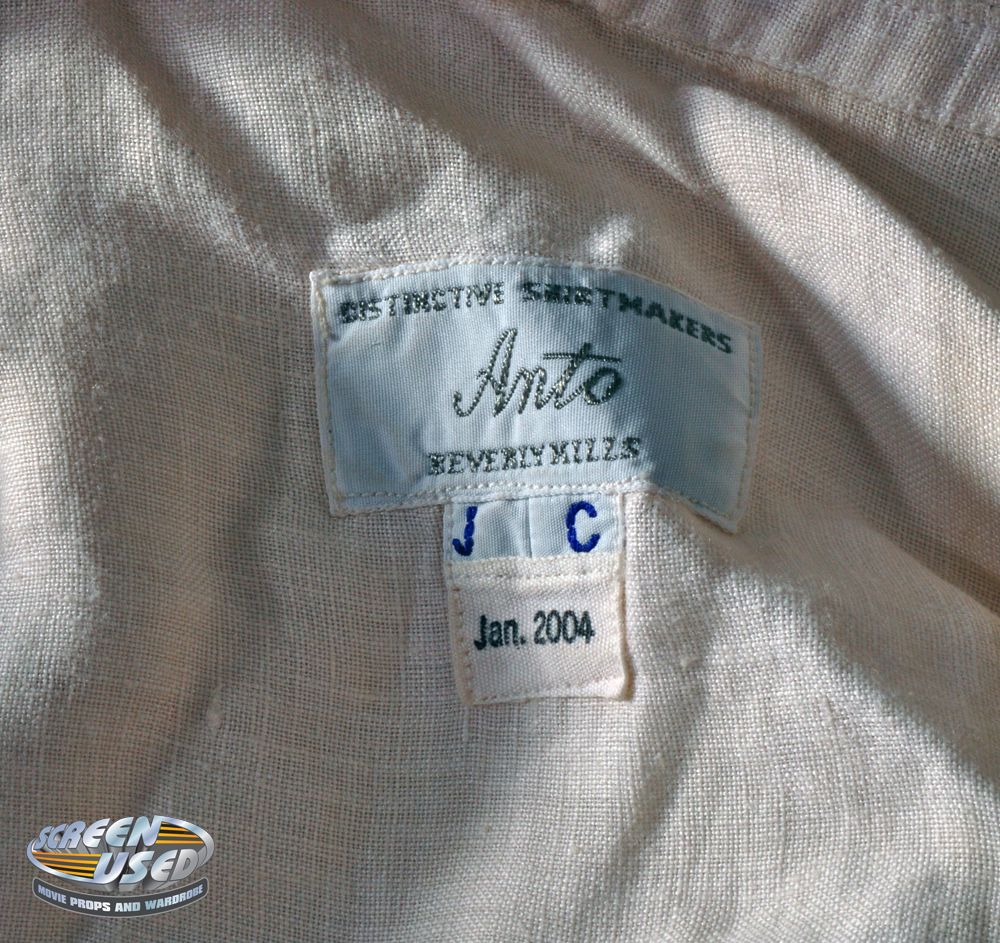 DISTINCTIVE SHIRTMAKERS
Anto
BEVERLY HILLS
J C
Jan. 2004
SCREEN
USED
MOVIE PROPS AND WARDROBE